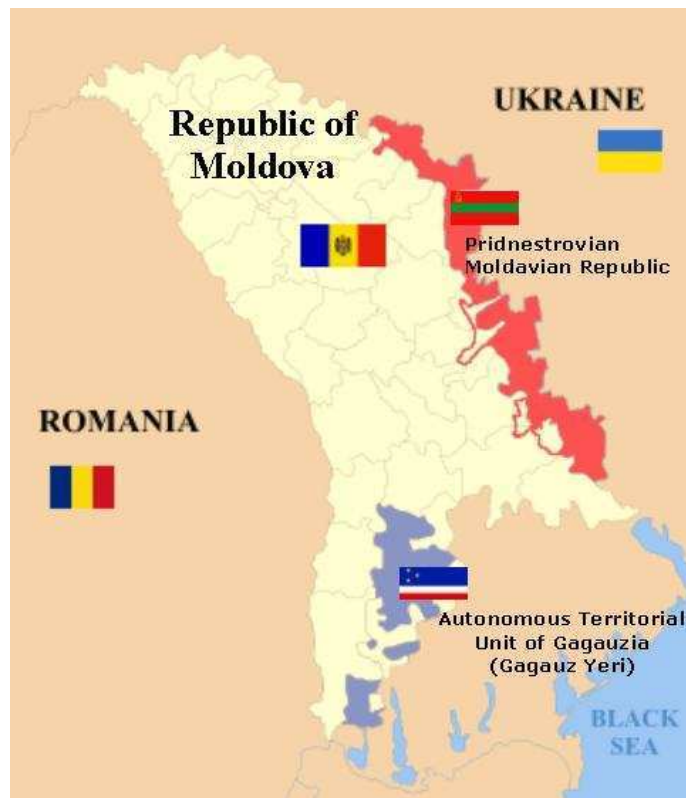 Republic of
Moldova
UKRAINE
Pridnestrovian
Moldavian Republic
ROMANIA
Autonomous Territorial
Unit of Gagauzia
(Gagauz Yeri)
BLACK
SEA